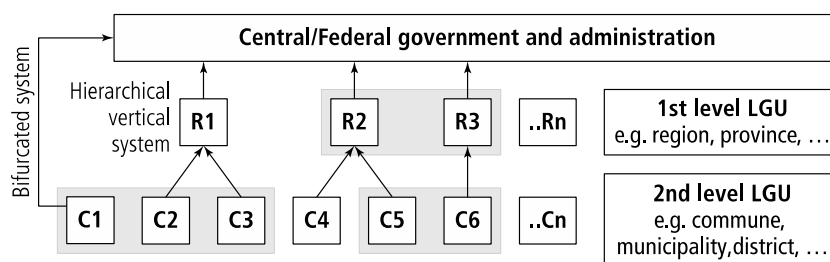 Central/Federal government and administration
Bifurcated system
Hierarchical
vertical
system
R1
R2
R3
..Rn
1st level LGU
e.g. region, province, …
C1
C2
C3
C4
C5
C6
..Cn
2nd level LGU
e.g. commune,
municipality,district, …